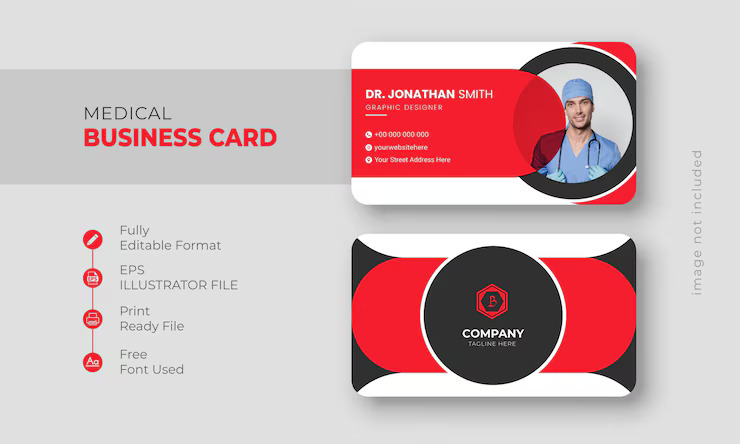 MEDICAL
BUSINESS CARD
Fully
Editable Format
EPS
ILLUSTRATOR FILE
Print
Ready File
Aa
Free
Font Used
DR. JONATHAN SMITH
GRAPHIC DESIGNER
+00 000 000 000
yourwebsitehere
Your Street Address Here
B
COMPANY
TAGLINE HERE
image not included